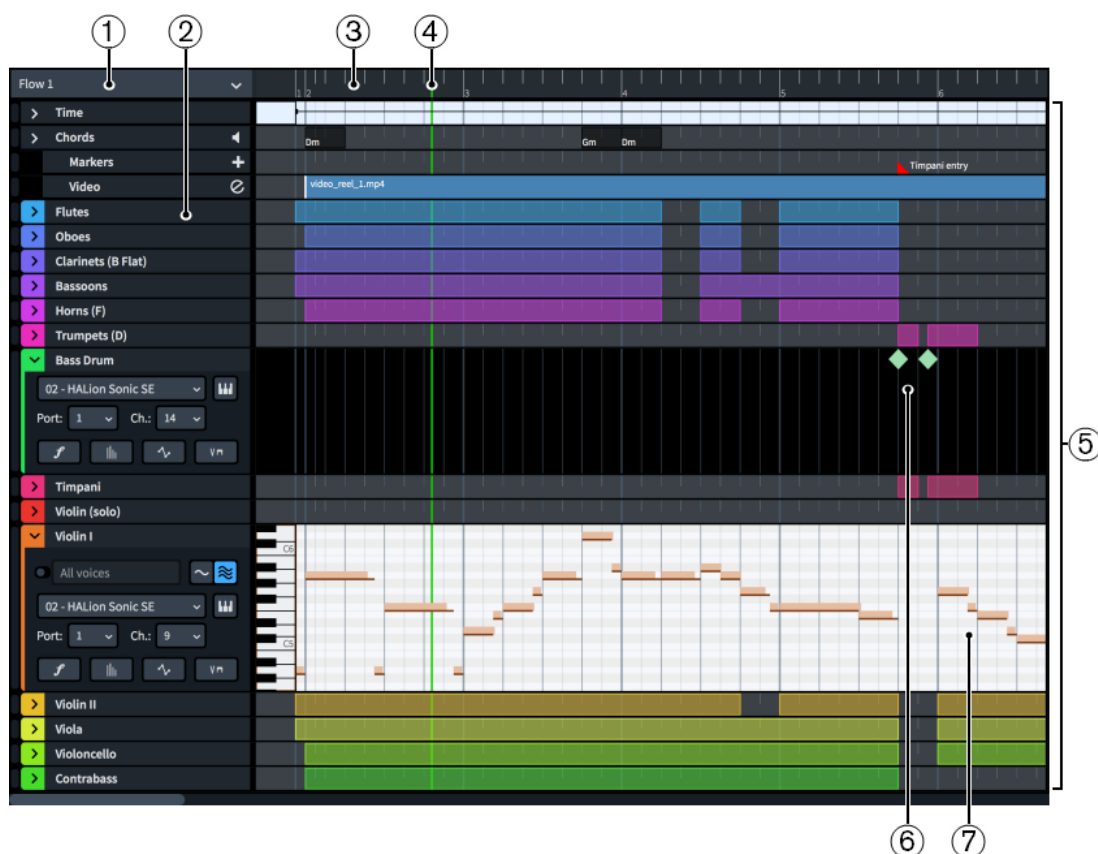 ① ② ③ ④
Flow 1
1 2 3 4 5 6
Time
Chords Dm Gm Dm
Markers Timpani entry
Video video_reel_1.mp4
Flutes
Oboes
Clarinets (B Flat)
Bassoons
Horns (F)
Trumpets (D)
Bass Drum
02 - HALion Sonic SE
Port: 1 Ch.: 14
⑤
Timpani
Violin (solo)
Violin I
C6
All voices
02 - HALion Sonic SE
Port: 1 Ch.: 9
C5
Violin II
Viola
Violoncello
Contrabass
⑥ ⑦